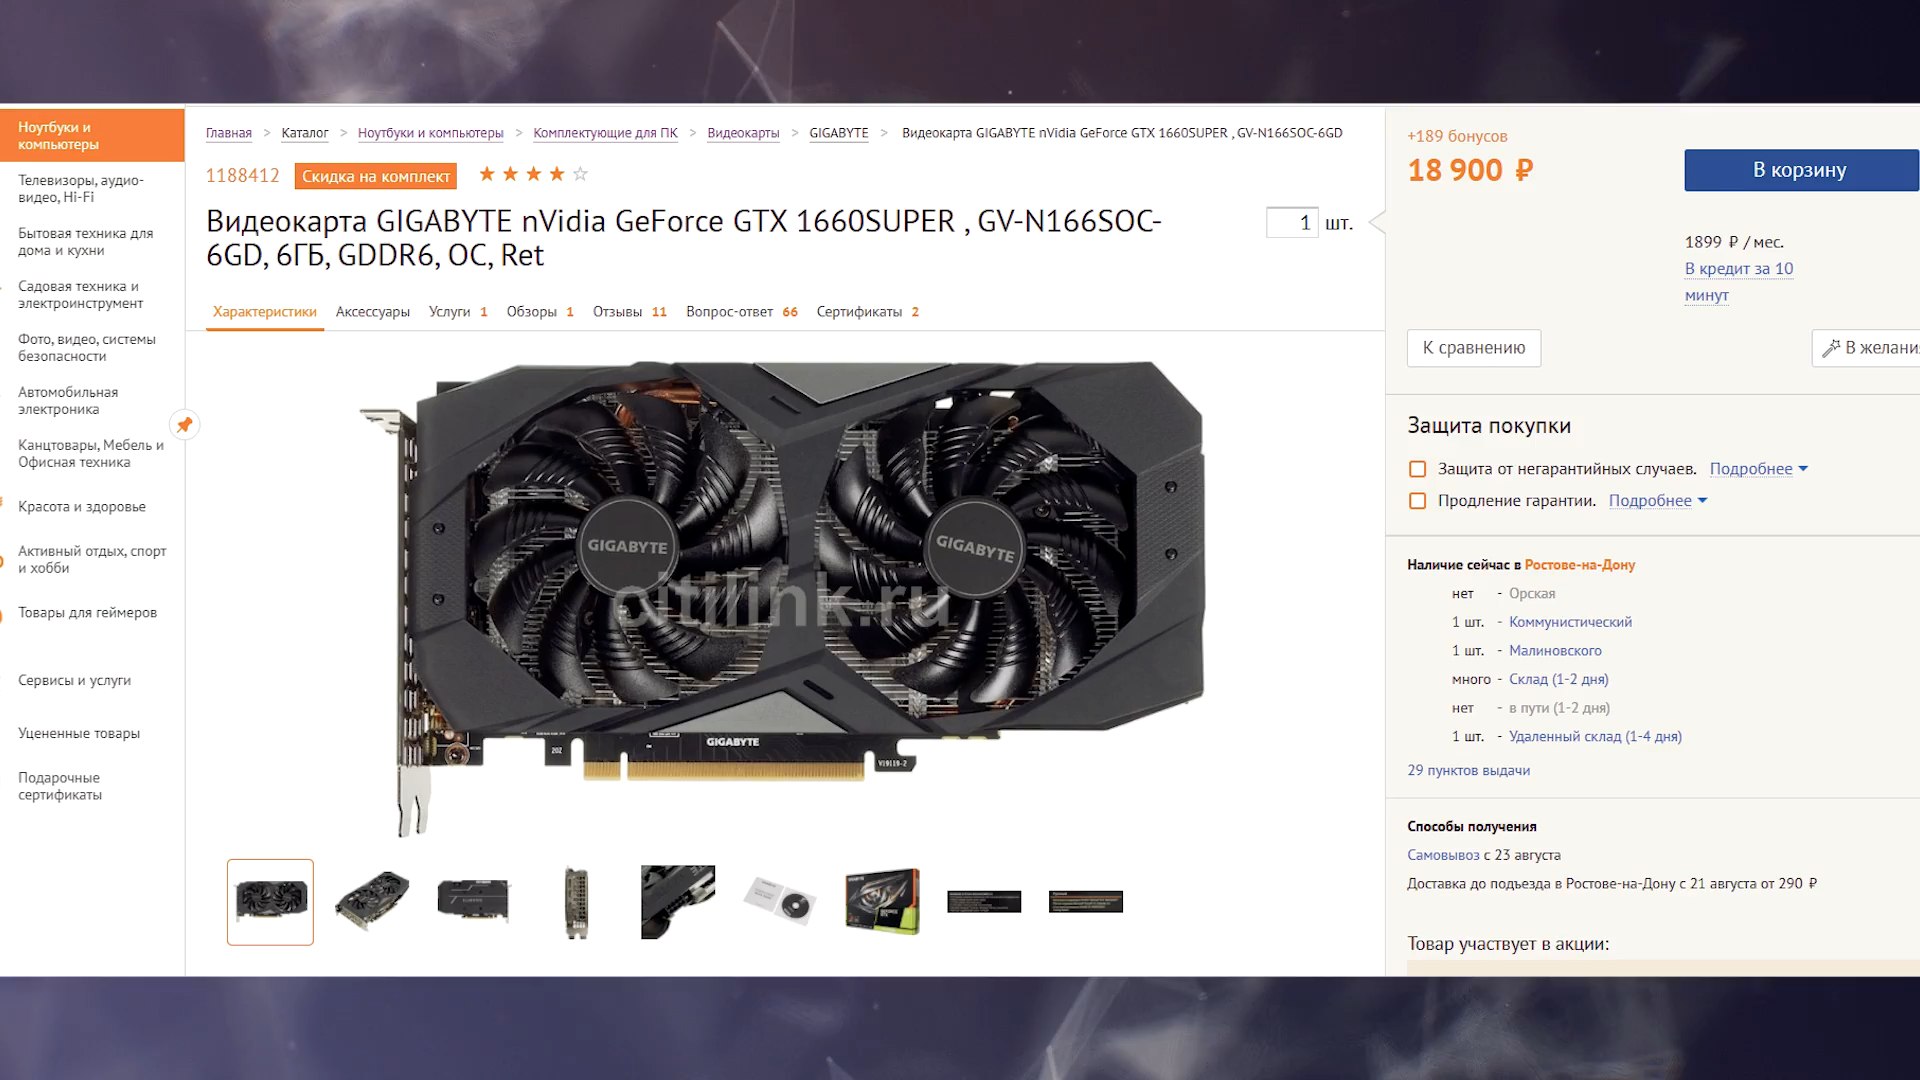 Ноутбуки и
компьютеры
Телевизоры, аудио-
видео, Hi-Fi
Бытовая техника для
дома и кухни
Садовая техника и
электроинструмент
Фото, видео, системы
безопасности
Автомобильная
электроника
Канцтовары, Мебель и
Офисная техника
Красота и здоровье
Активный отдых, спорт
и хобби
Товары для геймеров
Сервисы и услуги
Уцененные товары
Подарочные
сертификаты
Главная > Каталог > Ноутбуки и компьютеры > Комплектующие для ПК > Видеокарты > GIGABYTE > Видеокарта GIGABYTE nVidia GeForce GTX 1660SUPER , GV-N166SOC-6GD
1188412 Скидка на комплект
Видеокарта GIGABYTE nVidia GeForce GTX 1660SUPER , GV-N166SOC-
6GD, 6ГБ, GDDR6, OC, Ret
1 шт.
Характеристики Аксессуары Услуги 1 Обзоры 1 Отзывы 11 Вопрос-ответ 66 Сертификаты 2
GIGABYTE GIGABYTE
citilink.ru
GIGABYTE
202
V19119-2
+189 бонусов
18 900 ₽
В корзину
1899 ₽ / мес.
В кредит за 10
минут
К сравнению
В желани
Защита покупки
Защита от негарантийных случаев. Подробнее
Продление гарантии. Подробнее
Наличие сейчас в Ростове-на-Дону
нет - Орская
1 шт. - Коммунистический
1 шт. - Малиновского
много - Склад (1-2 дня)
нет - в пути (1-2 дня)
1 шт. - Удаленный склад (1-4 дня)
29 пунктов выдачи
Способы получения
Самовывоз с 23 августа
Доставка до подъезда в Ростове-на-Дону с 21 августа от 290 ₽
Товар участвует в акции: